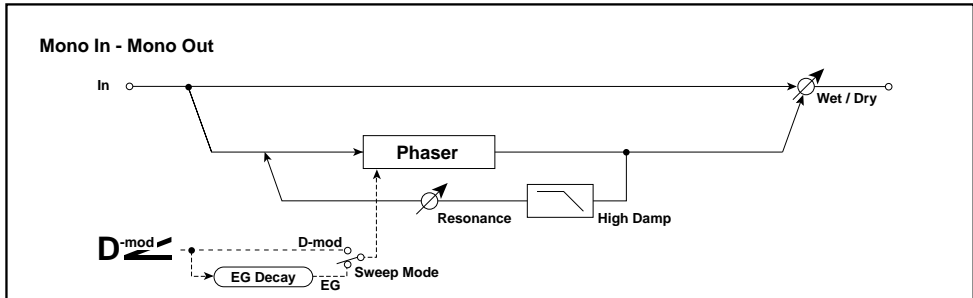 Mono In - Mono Out
In
Wet / Dry
Phaser
Resonance
High Damp
D-mod
D-mod
EG Decay
EG
Sweep Mode